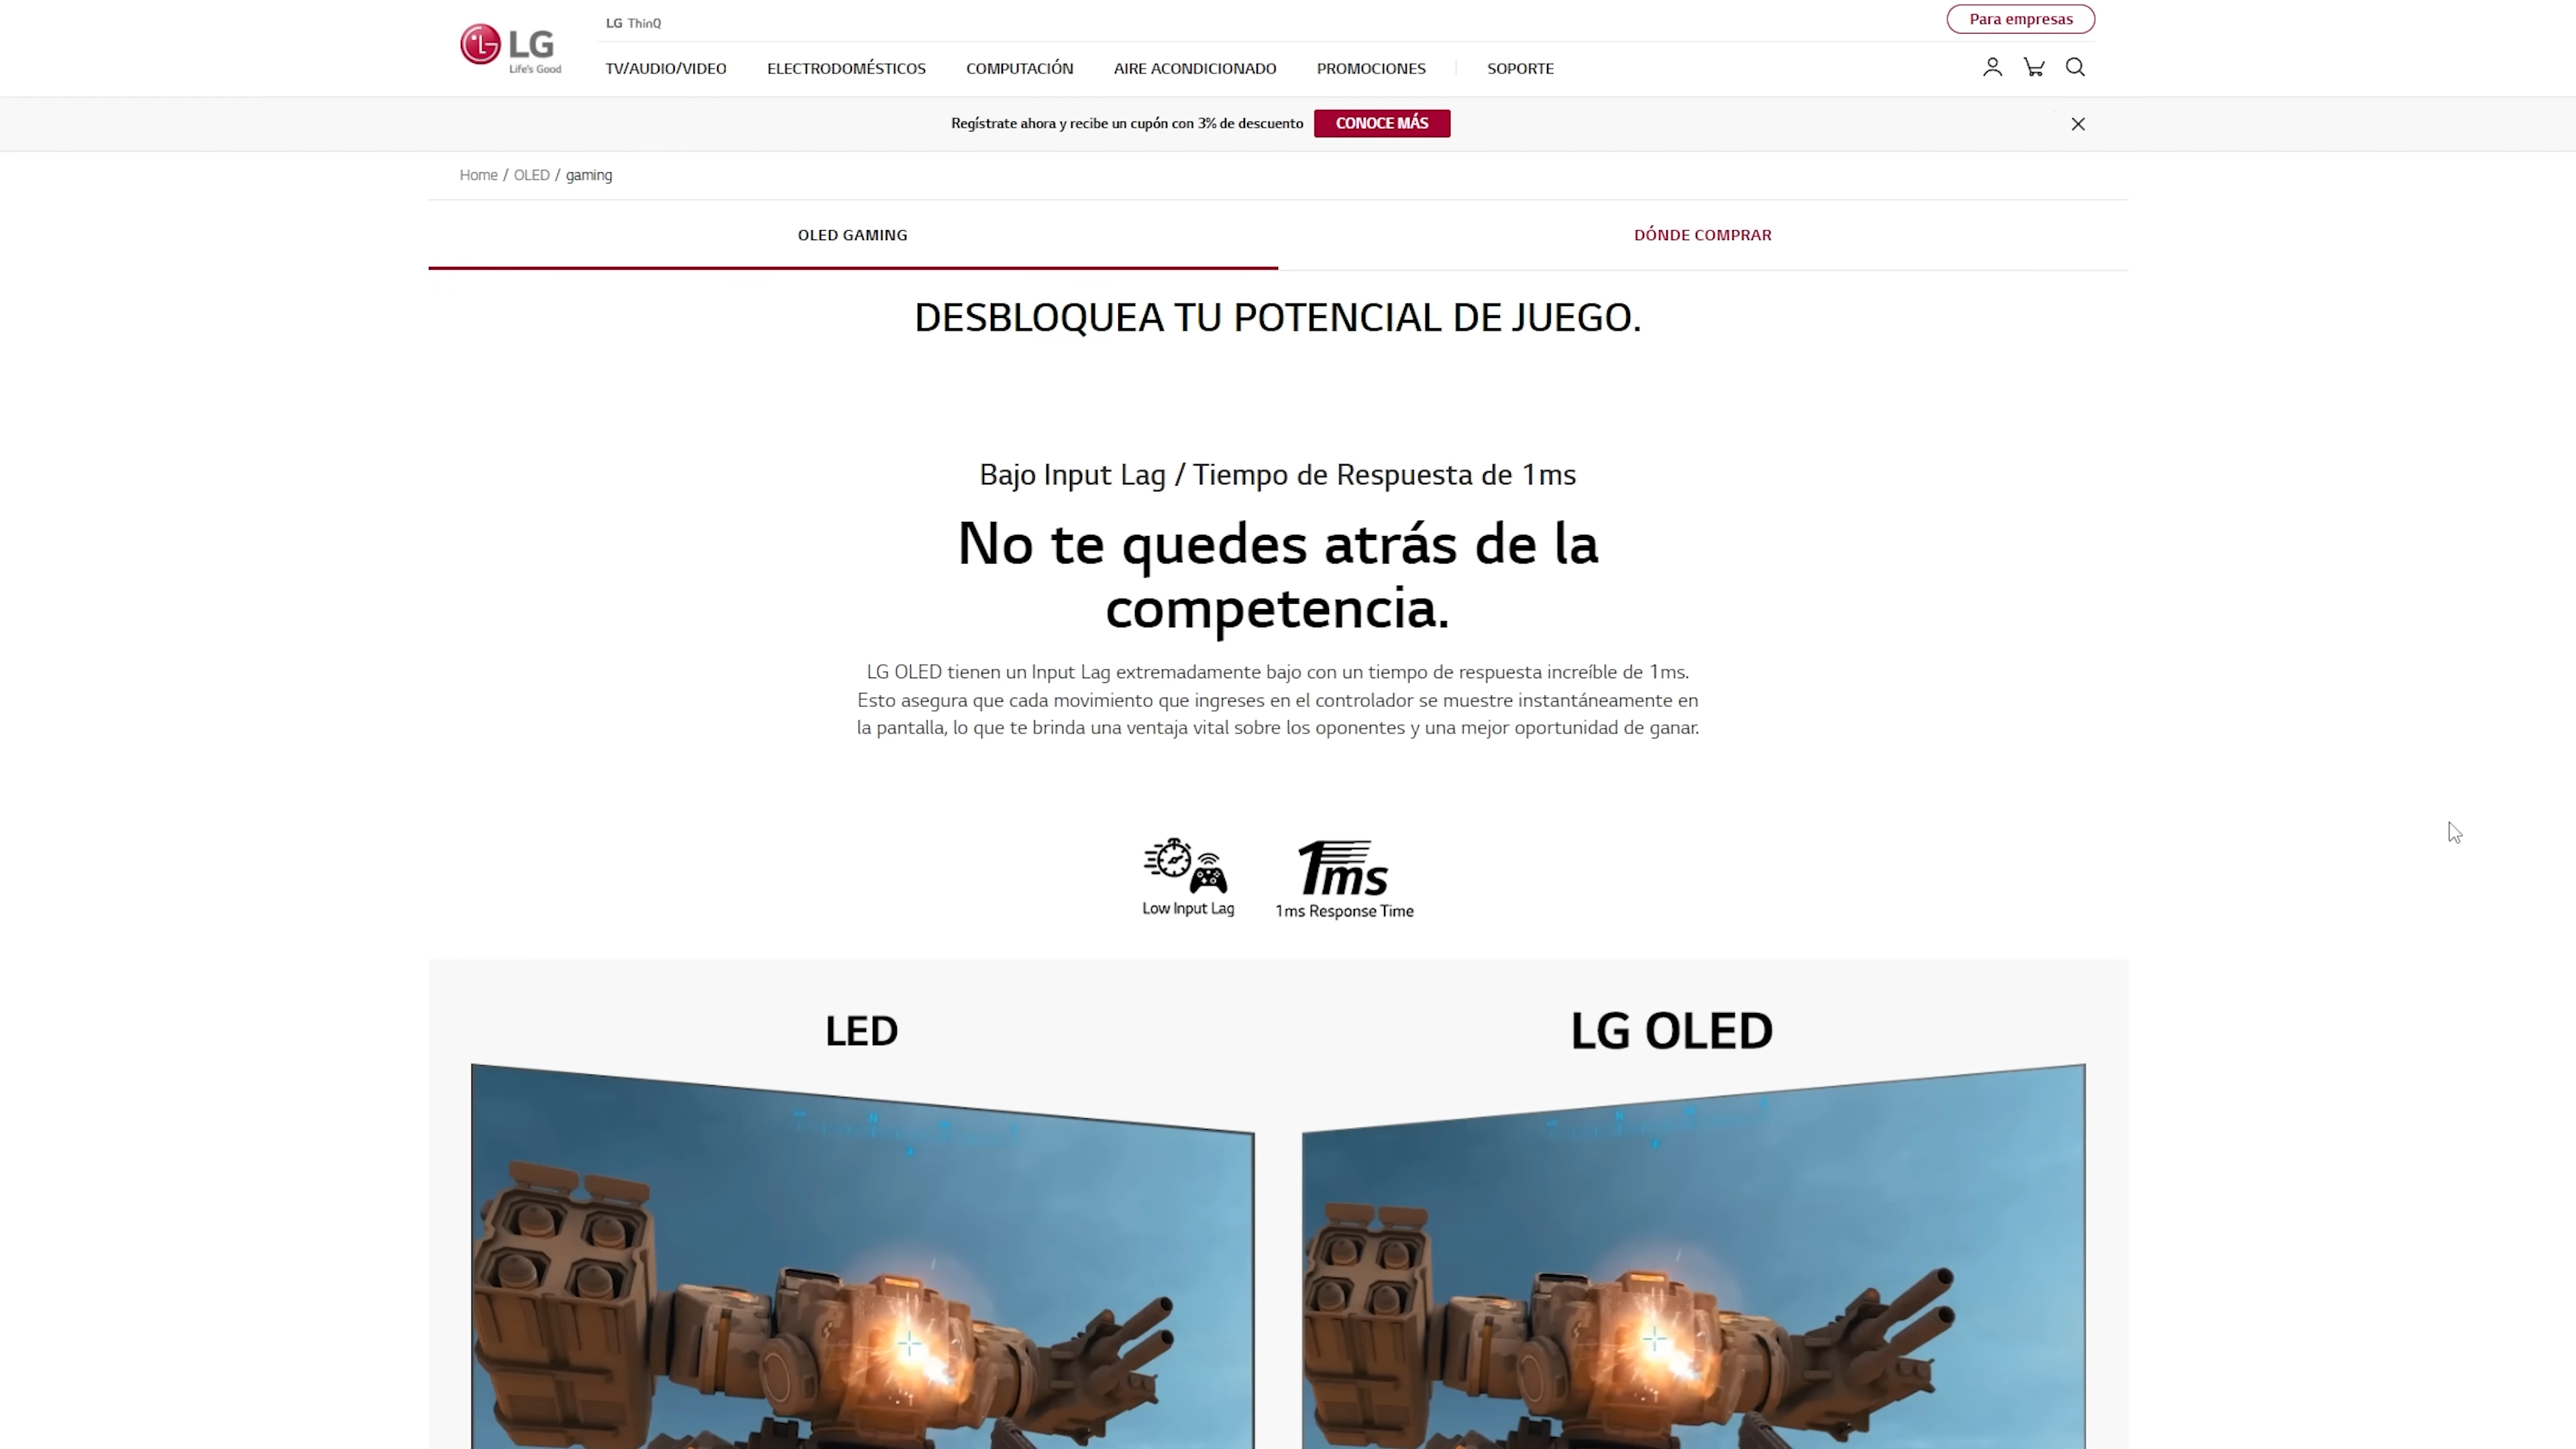 LG ThinQ
Para empresas
LG
Life's Good
TV/AUDIO/VIDEO ELECTRODOMÉSTICOS COMPUTACIÓN AIRE ACONDICIONADO PROMOCIONES SOPORTE
Regístrate ahora y recibe un cupón con 3% de descuento CONOCE MÁS
Home / OLED / gaming
OLED GAMING DÓNDE COMPRAR
DESBLOQUEA TU POTENCIAL DE JUEGO.
Bajo Input Lag / Tiempo de Respuesta de 1ms
No te quedes atrás de la
competencia.
LG OLED tienen un Input Lag extremadamente bajo con un tiempo de respuesta increíble de 1ms.
Esto asegura que cada movimiento que ingreses en el controlador se muestre instantáneamente en
la pantalla, lo que te brinda una ventaja vital sobre los oponentes y una mejor oportunidad de ganar.
1ms
Low Input Lag 1ms Response Time
LED LG OLED
N N